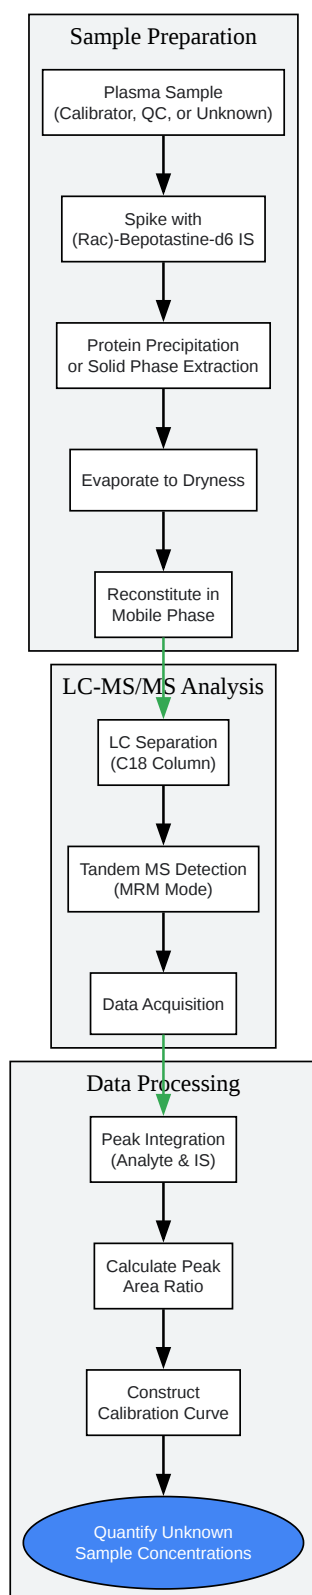 Sample Preparation
Plasma Sample
(Calibrator, QC, or Unknown)
Spike with
(Rac)-Bepotastine-d6 IS
Protein Precipitation
or Solid Phase Extraction
Evaporate to Dryness
Reconstitute in
Mobile Phase
LC-MS/MS Analysis
LC Separation
(C18 Column)
Tandem MS Detection
(MRM Mode)
Data Acquisition
Data Processing
Peak Integration
(Analyte & IS)
Calculate Peak
Area Ratio
Construct
Calibration Curve
Quantify Unknown
Sample Concentrations